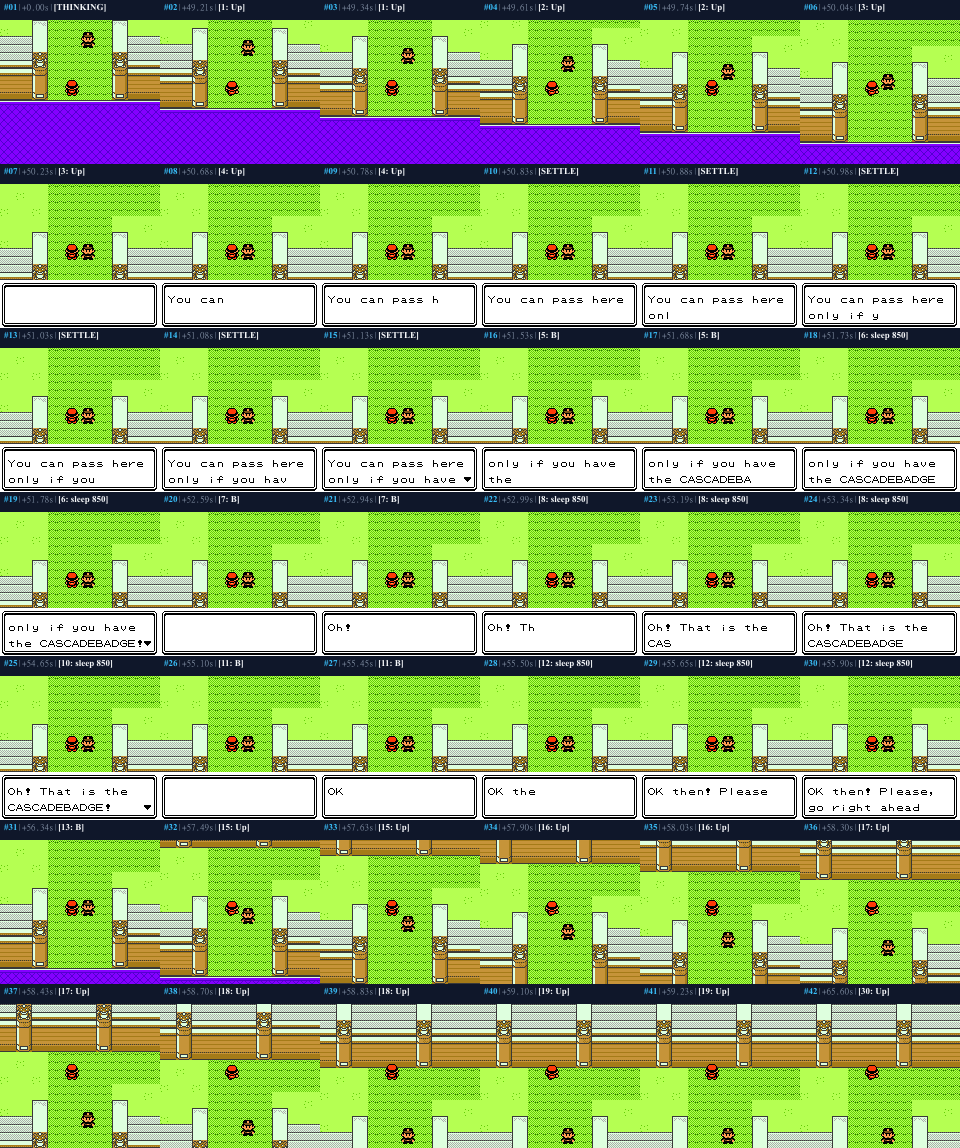 #01|+0.00s|[THINKING]
#02|+49.21s|[1: Up]
#03|+49.34s|[1: Up]
#04|+49.61s|[2: Up]
#05|+49.74s|[2: Up]
#06|+50.04s|[3: Up]
#07|+50.23s|[3: Up]
#08|+50.68s|[4: Up]
#09|+50.78s|[4: Up]
#10|+50.83s|[SETTLE]
#11|+50.88s|[SETTLE]
#12|+50.98s|[SETTLE]
You can
You can pass h
You can pass here
You can pass here
onl
You can pass here
only if y
#13|+51.03s|[SETTLE]
#14|+51.08s|[SETTLE]
#15|+51.13s|[SETTLE]
#16|+51.53s|[5: B]
#17|+51.68s|[5: B]
#18|+51.73s|[6: sleep 850]
You can pass here
only if you
You can pass here
only if you hav
You can pass here
only if you have ▼
only if you have
the
only if you have
the CASCADEBA
only if you have
the CASCADEBADGE
#19|+51.78s|[6: sleep 850]
#20|+52.59s|[7: B]
#21|+52.94s|[7: B]
#22|+52.99s|[8: sleep 850]
#23|+53.19s|[8: sleep 850]
#24|+53.34s|[8: sleep 850]
only if you have
the CASCADEBADGE!▼
Oh!
Oh! Th
Oh! That is the
CAS
Oh! That is the
CASCADEBADGE
#25|+54.65s|[10: sleep 850]
#26|+55.10s|[11: B]
#27|+55.45s|[11: B]
#28|+55.50s|[12: sleep 850]
#29|+55.65s|[12: sleep 850]
#30|+55.90s|[12: sleep 850]
Oh! That is the
CASCADEBADGE! ▼
OK
OK the
OK then! Please
OK then! Please,
go right ahead
#31|+56.34s|[13: B]
#32|+57.49s|[15: Up]
#33|+57.63s|[15: Up]
#34|+57.90s|[16: Up]
#35|+58.03s|[16: Up]
#36|+58.30s|[17: Up]
#37|+58.43s|[17: Up]
#38|+58.70s|[18: Up]
#39|+58.83s|[18: Up]
#40|+59.10s|[19: Up]
#41|+59.23s|[19: Up]
#42|+65.60s|[30: Up]